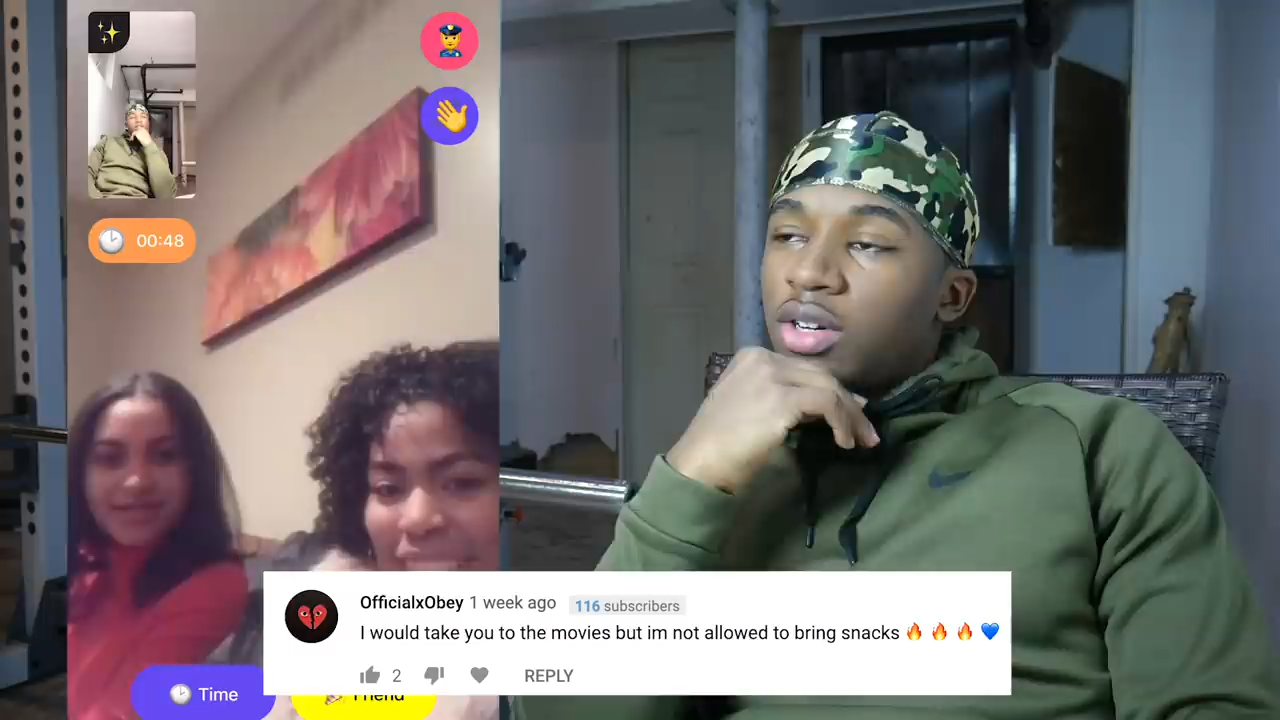 00:48
OfficialxObey 1 week ago 116 subscribers
I would take you to the movies but im not allowed to bring snacks 🔥 🔥 🔥 💙
2 REPLY
Time Friend